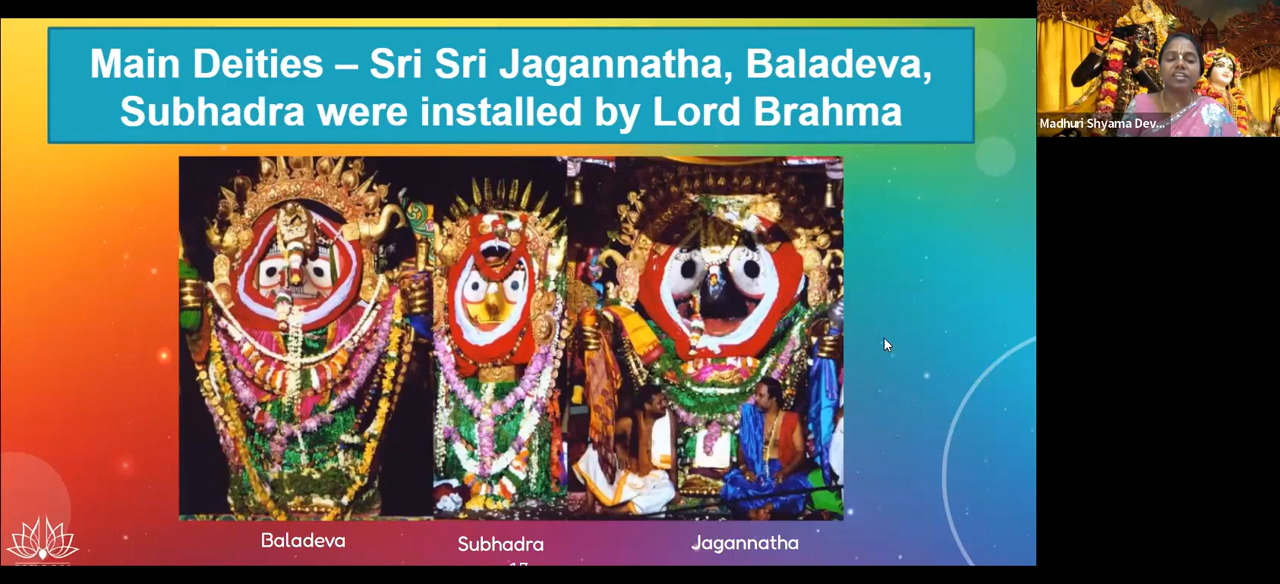 Main Deities – Sri Sri Jagannatha, Baladeva,
Subhadra were installed by Lord Brahma
Madhuri Shyama Dev...
Baladeva
Subhadra
Jagannatha